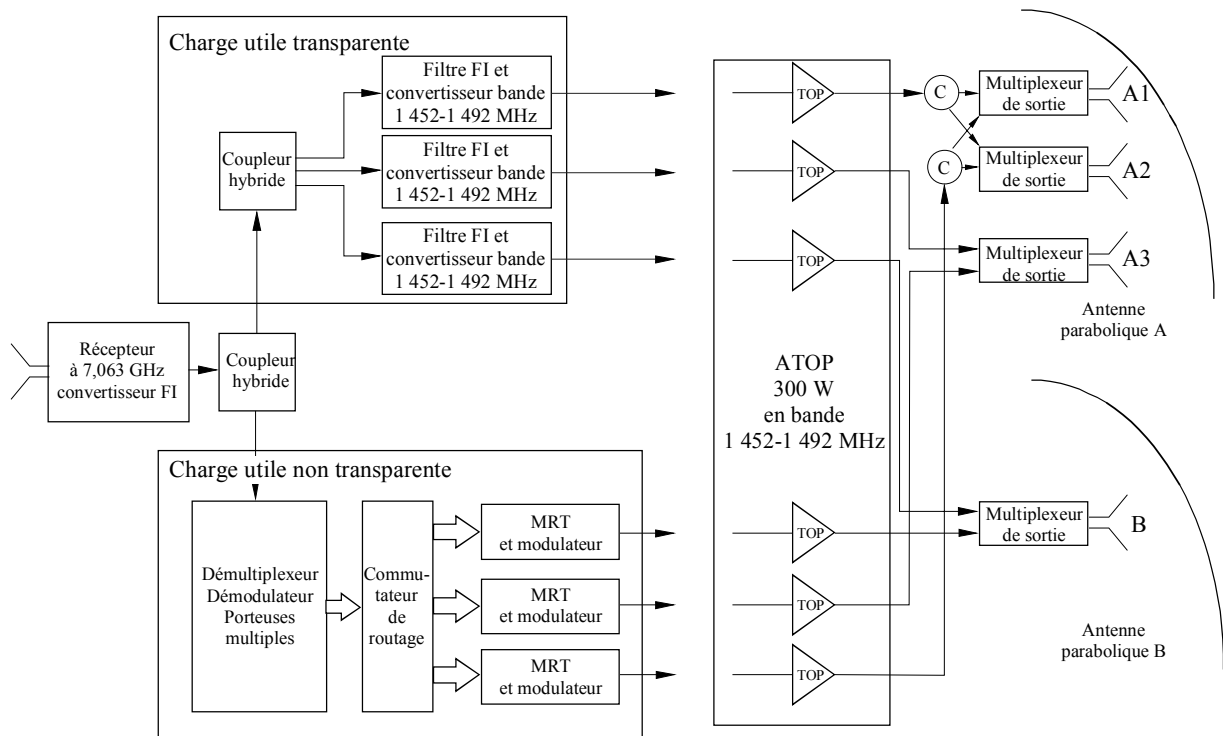 Charge utile transparente
Filtre FI et
convertisseur bande
1 452-1 492 MHz
Filtre FI et
convertisseur bande
1 452-1 492 MHz
Filtre FI et
convertisseur bande
1 452-1 492 MHz
Coupleur
hybride
Récepteur
à 7,063 GHz
convertisseur FI
Coupleur
hybride
Charge utile non transparente
Démultiplexeur
Démodulateur
Porteuses
multiples
Commu-
tateur
de
routage
MRT
et modulateur
MRT
et modulateur
MRT
et modulateur
TOP
TOP
TOP
ATOP
300 W
en bande
1 452-1 492 MHz
TOP
TOP
TOP
C
C
Multiplexeur
de sortie
A1
Multiplexeur
de sortie
A2
Multiplexeur
de sortie
A3
Antenne
parabolique A
Multiplexeur
de sortie
B
Antenne
parabolique B